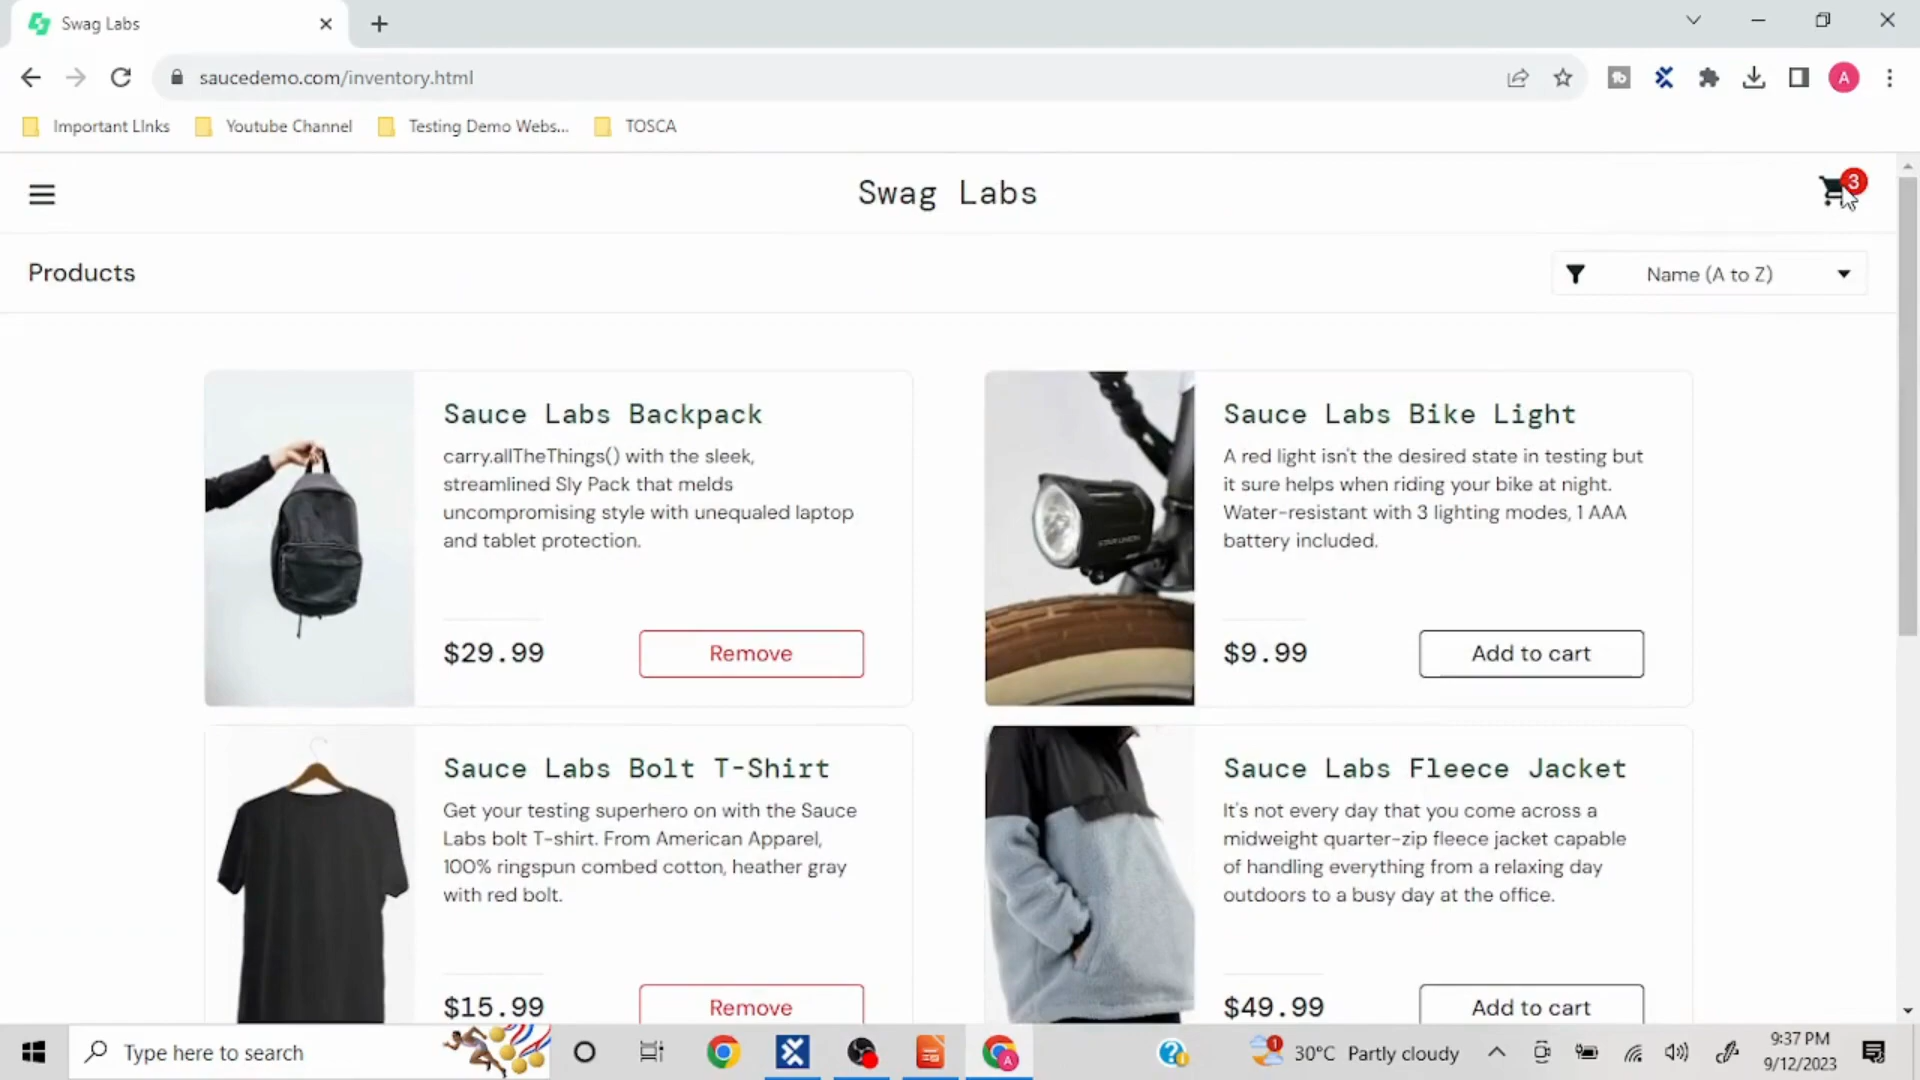 Swag Labs
saucedemo.com/inventory.html
A
Important LInks
Youtube Channel
Testing Demo Webs...
TOSCA
Swag Labs
3
Products
Name (A to Z)
Sauce Labs Backpack
carry.allTheThings() with the sleek,
streamlined Sly Pack that melds
uncompromising style with unequaled laptop
and tablet protection.
$29.99
Remove
Sauce Labs Bike Light
A red light isn't the desired state in testing but
it sure helps when riding your bike at night.
Water-resistant with 3 lighting modes, 1 AAA
battery included.
$9.99
Add to cart
Sauce Labs Bolt T-Shirt
Get your testing superhero on with the Sauce
Labs bolt T-shirt. From American Apparel,
100% ringspun combed cotton, heather gray
with red bolt.
$15.99
Remove
Sauce Labs Fleece Jacket
It's not every day that you come across a
midweight quarter-zip fleece jacket capable
of handling everything from a relaxing day
outdoors to a busy day at the office.
$49.99
Add to cart
Type here to search
1
30°C Partly cloudy
9:37 PM
9/12/2023